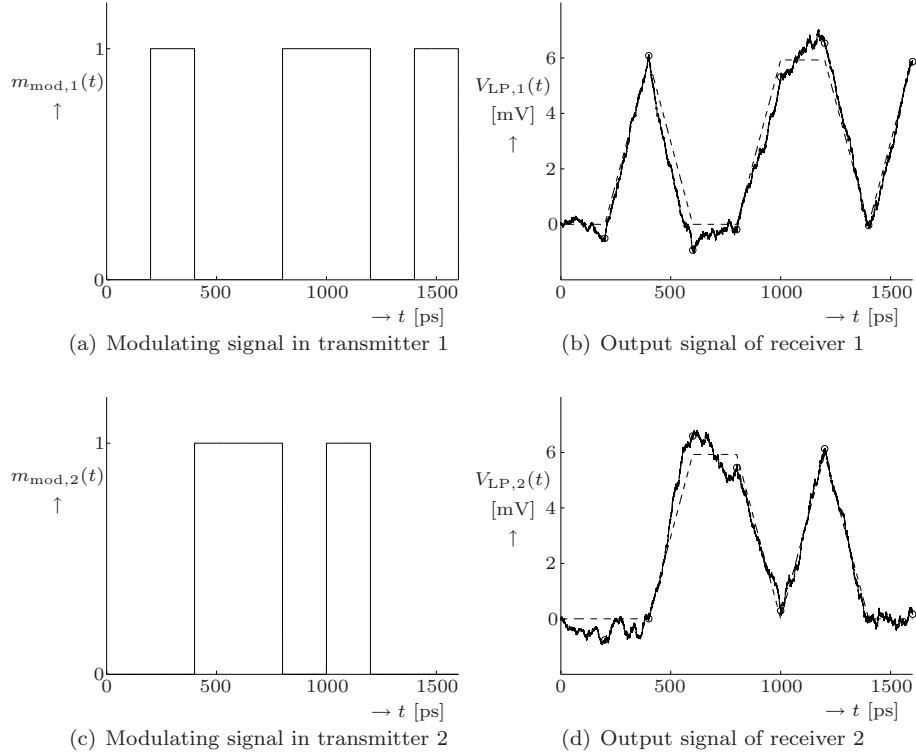 1
m_mod,1(t)
↑
0
0
500
1000
1500
→ t [ps]
(a) Modulating signal in transmitter 1
6
V_LP,1(t)
[mV]
↑
4
2
0
0
500
1000
1500
→ t [ps]
(b) Output signal of receiver 1
1
m_mod,2(t)
↑
0
0
500
1000
1500
→ t [ps]
(c) Modulating signal in transmitter 2
6
V_LP,2(t)
[mV]
↑
4
2
0
0
500
1000
1500
→ t [ps]
(d) Output signal of receiver 2